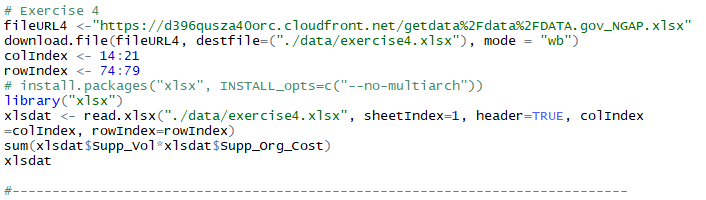 # Exercise 4
fileURL4 <-"https://d396qusza40orc.cloudfront.net/getdata%2Fdata%2FDATA.gov_NGAP.xlsx"
download.file(fileURL4, destfile=("./data/exercise4.xlsx"), mode = "wb")
colIndex <- 14:21
rowIndex <- 74:79
# install.packages("xlsx", INSTALL_opts=c("--no-multiarch"))
library("xlsx")
xlsdat <- read.xlsx("./data/exercise4.xlsx", sheetIndex=1, header=TRUE, colIndex
=colIndex, rowIndex=rowIndex)
sum(xlsdat$Supp_Vol*xlsdat$Supp_Org_Cost)
xlsdat
#-----------------------------------------------------------------------------